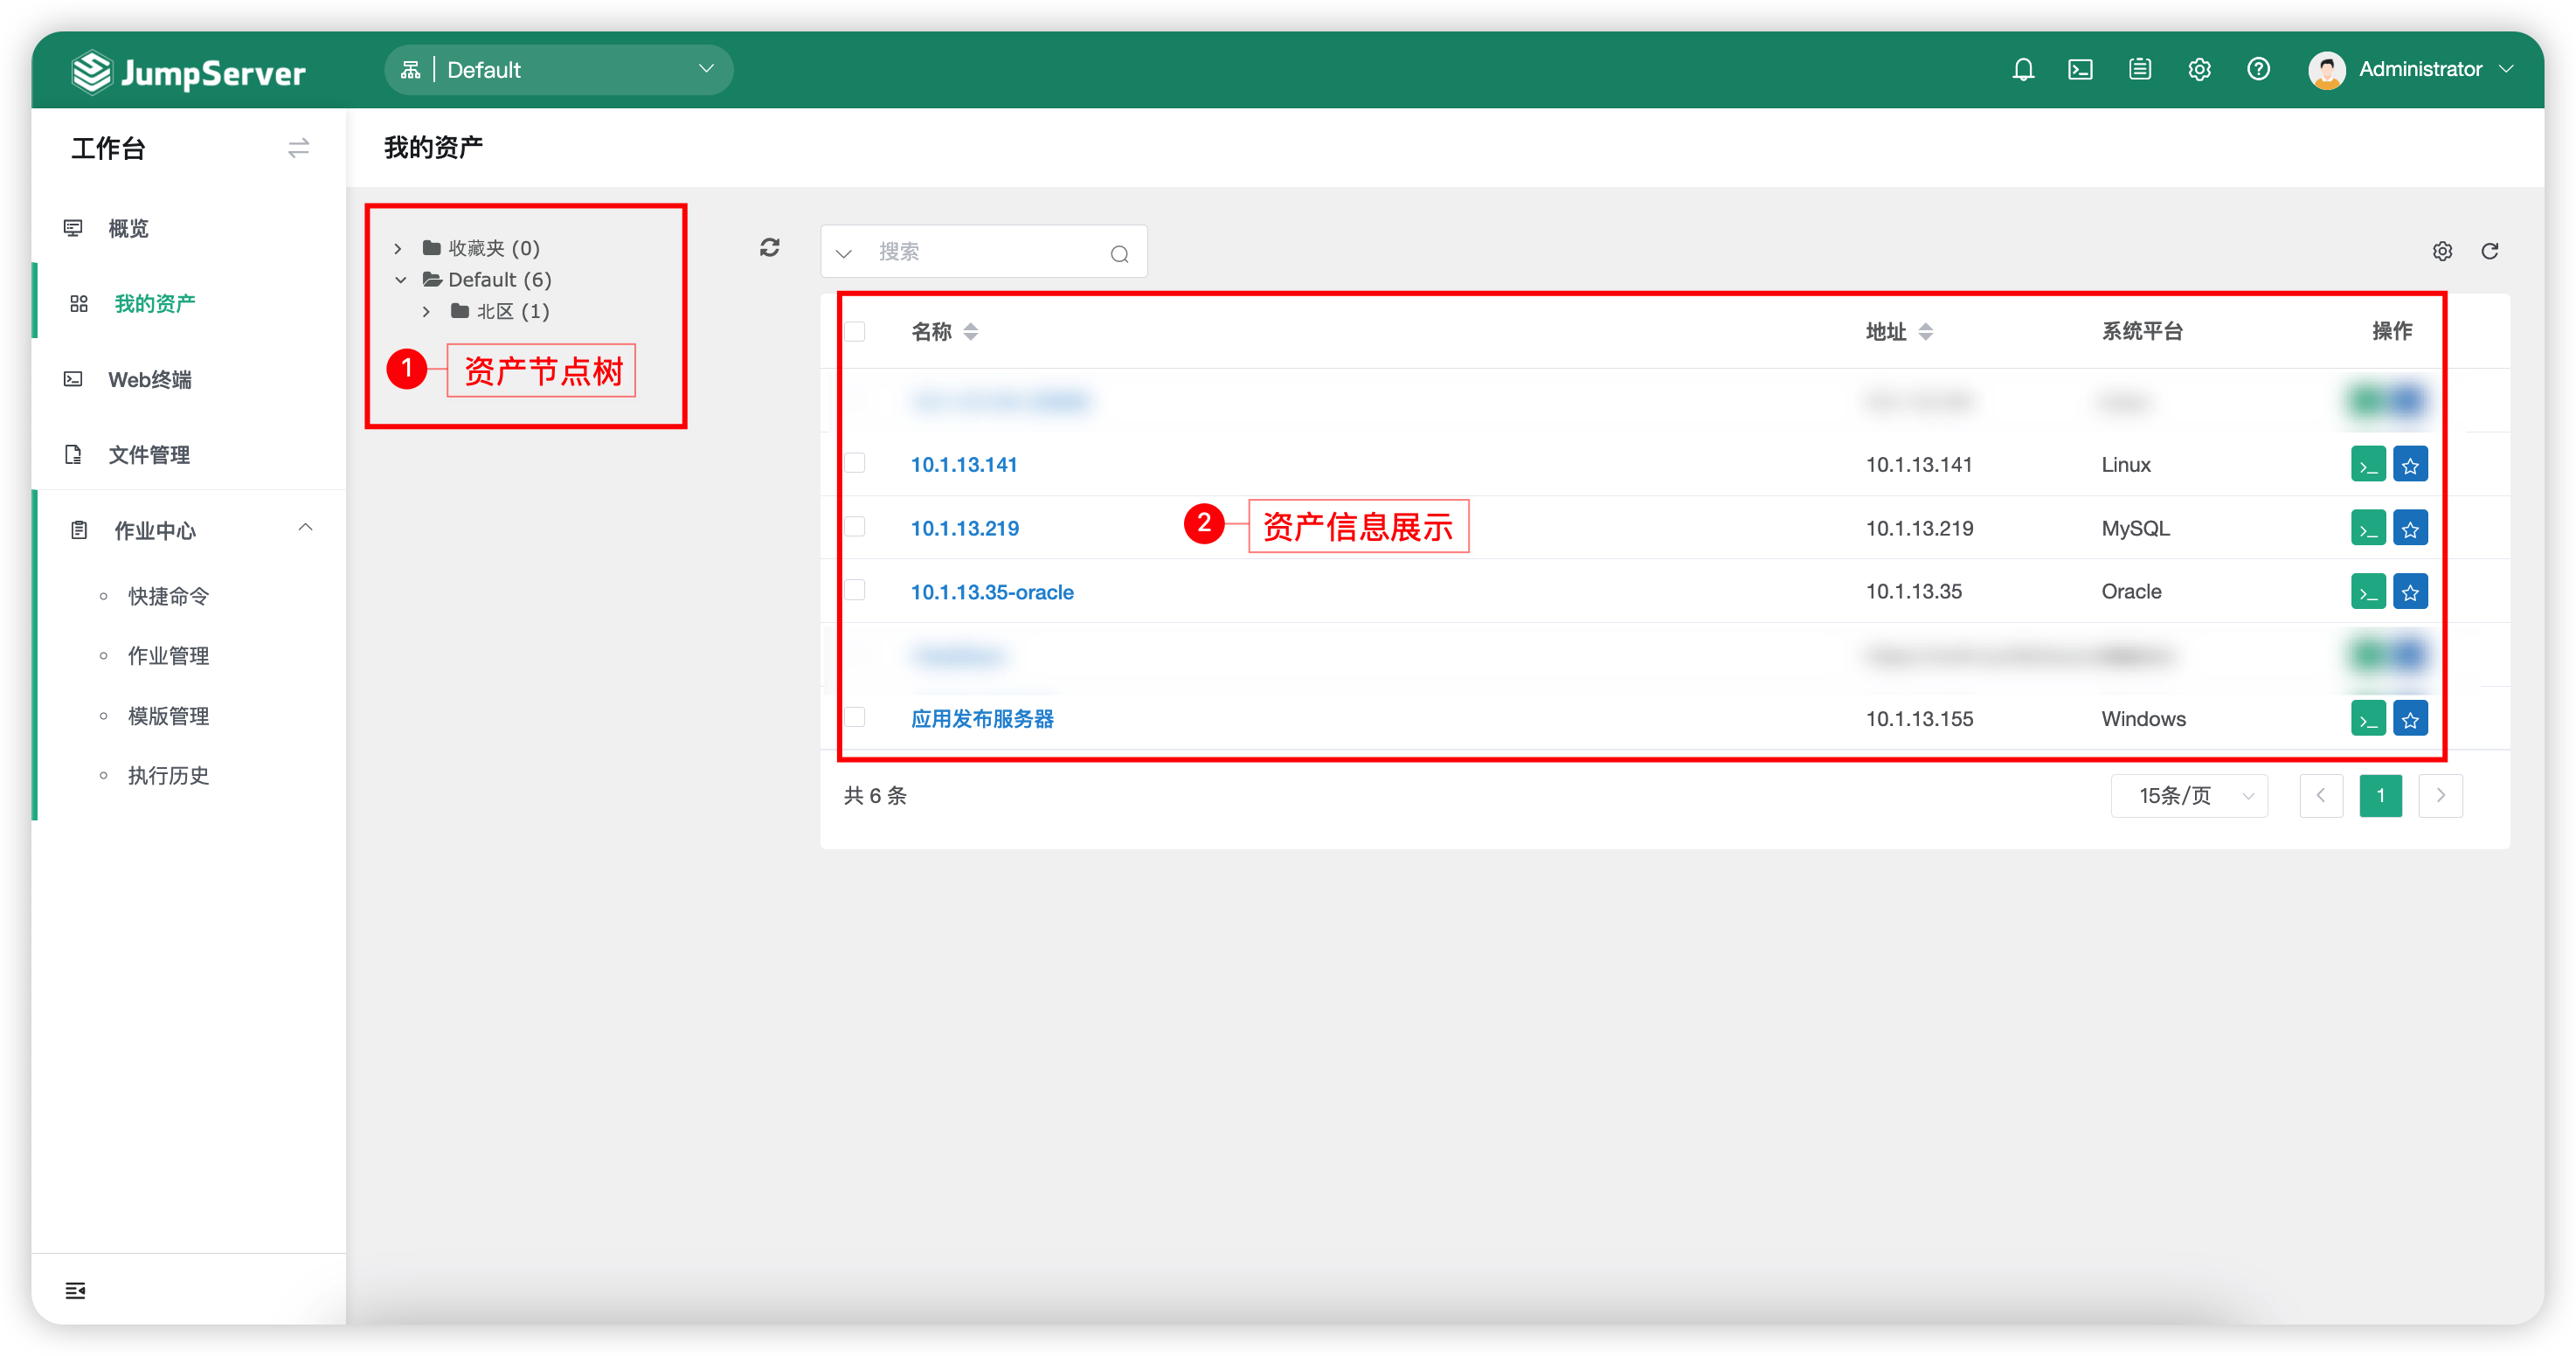 JumpServer
Default
Administrator
工作台
我的资产
概览
我的资产
Web终端
文件管理
作业中心
快捷命令
作业管理
模版管理
执行历史
收藏夹 (0)
Default (6)
北区 (1)
1 资产节点树
搜索
名称 地址 系统平台 操作
10.1.13.141 10.1.13.141 Linux
10.1.13.219 10.1.13.219 MySQL
2 资产信息展示
10.1.13.35-oracle 10.1.13.35 Oracle
应用发布服务器 10.1.13.155 Windows
共 6 条 15条/页 1